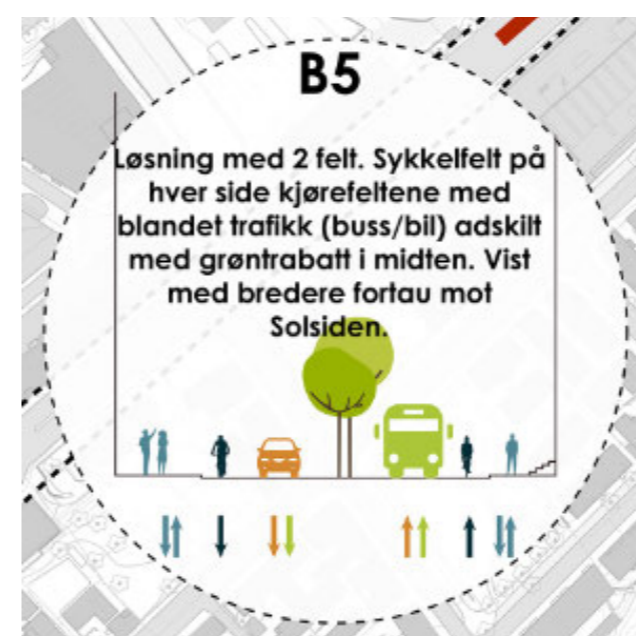 B5
Løsning med 2 felt. Sykkelfelt på
hver side kjørefeltene med
blandet trafikk (buss/bil) adskilt
med grøntrabatt i midten. Vist
med bredere fortau mot
Solsiden.